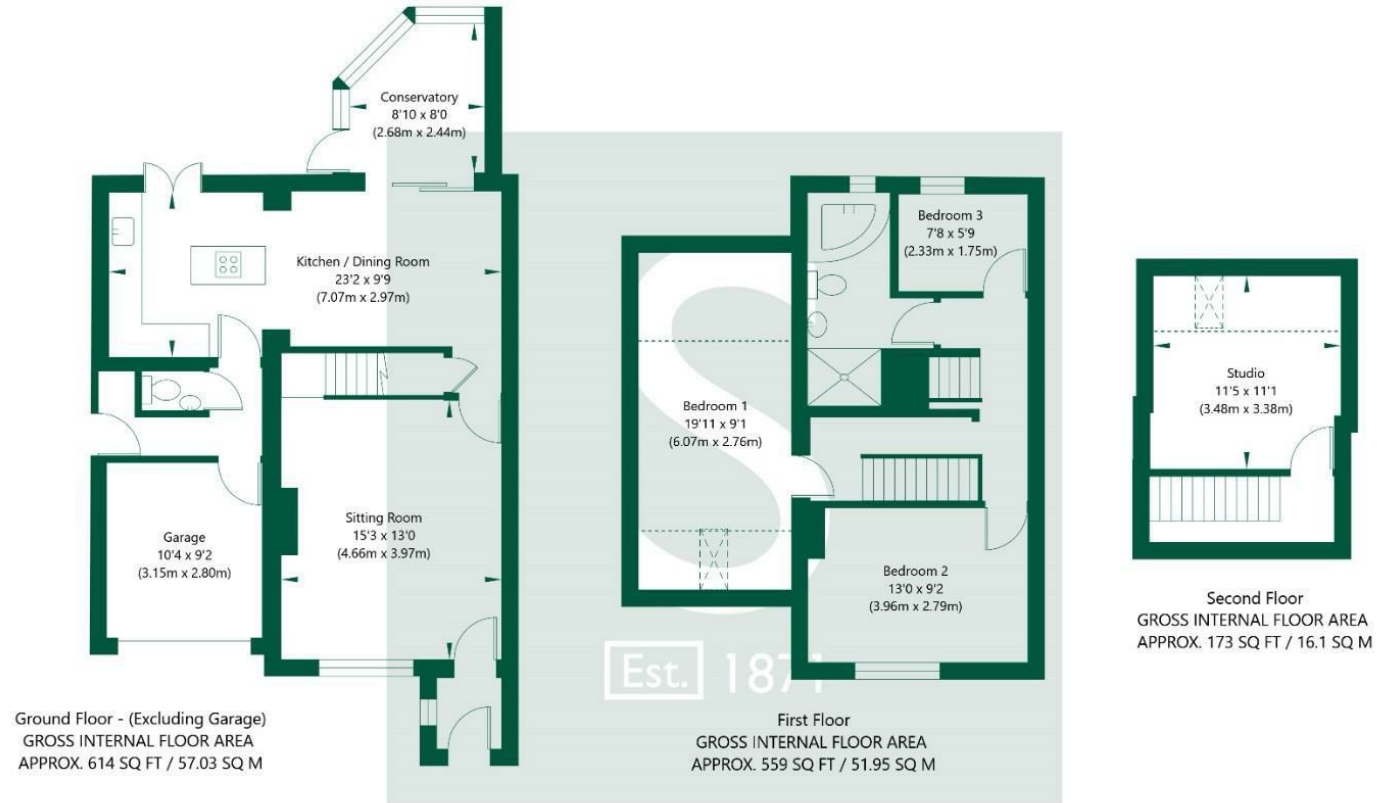 Conservatory
8'10 x 8'0
(2.68m x 2.44m)
Kitchen / Dining Room
23'2 x 9'9
(7.07m x 2.97m)
Sitting Room
15'3 x 13'0
(4.66m x 3.97m)
Garage
10'4 x 9'2
(3.15m x 2.80m)
Ground Floor - (Excluding Garage)
GROSS INTERNAL FLOOR AREA
APPROX. 614 SQ FT / 57.03 SQ M
Bedroom 3
7'8 x 5'9
(2.33m x 1.75m)
Bedroom 1
19'11 x 9'1
(6.07m x 2.76m)
Bedroom 2
13'0 x 9'2
(3.96m x 2.79m)
S
Est. 1871
First Floor
GROSS INTERNAL FLOOR AREA
APPROX. 559 SQ FT / 51.95 SQ M
Studio
11'5 x 11'1
(3.48m x 3.38m)
Second Floor
GROSS INTERNAL FLOOR AREA
APPROX. 173 SQ FT / 16.1 SQ M